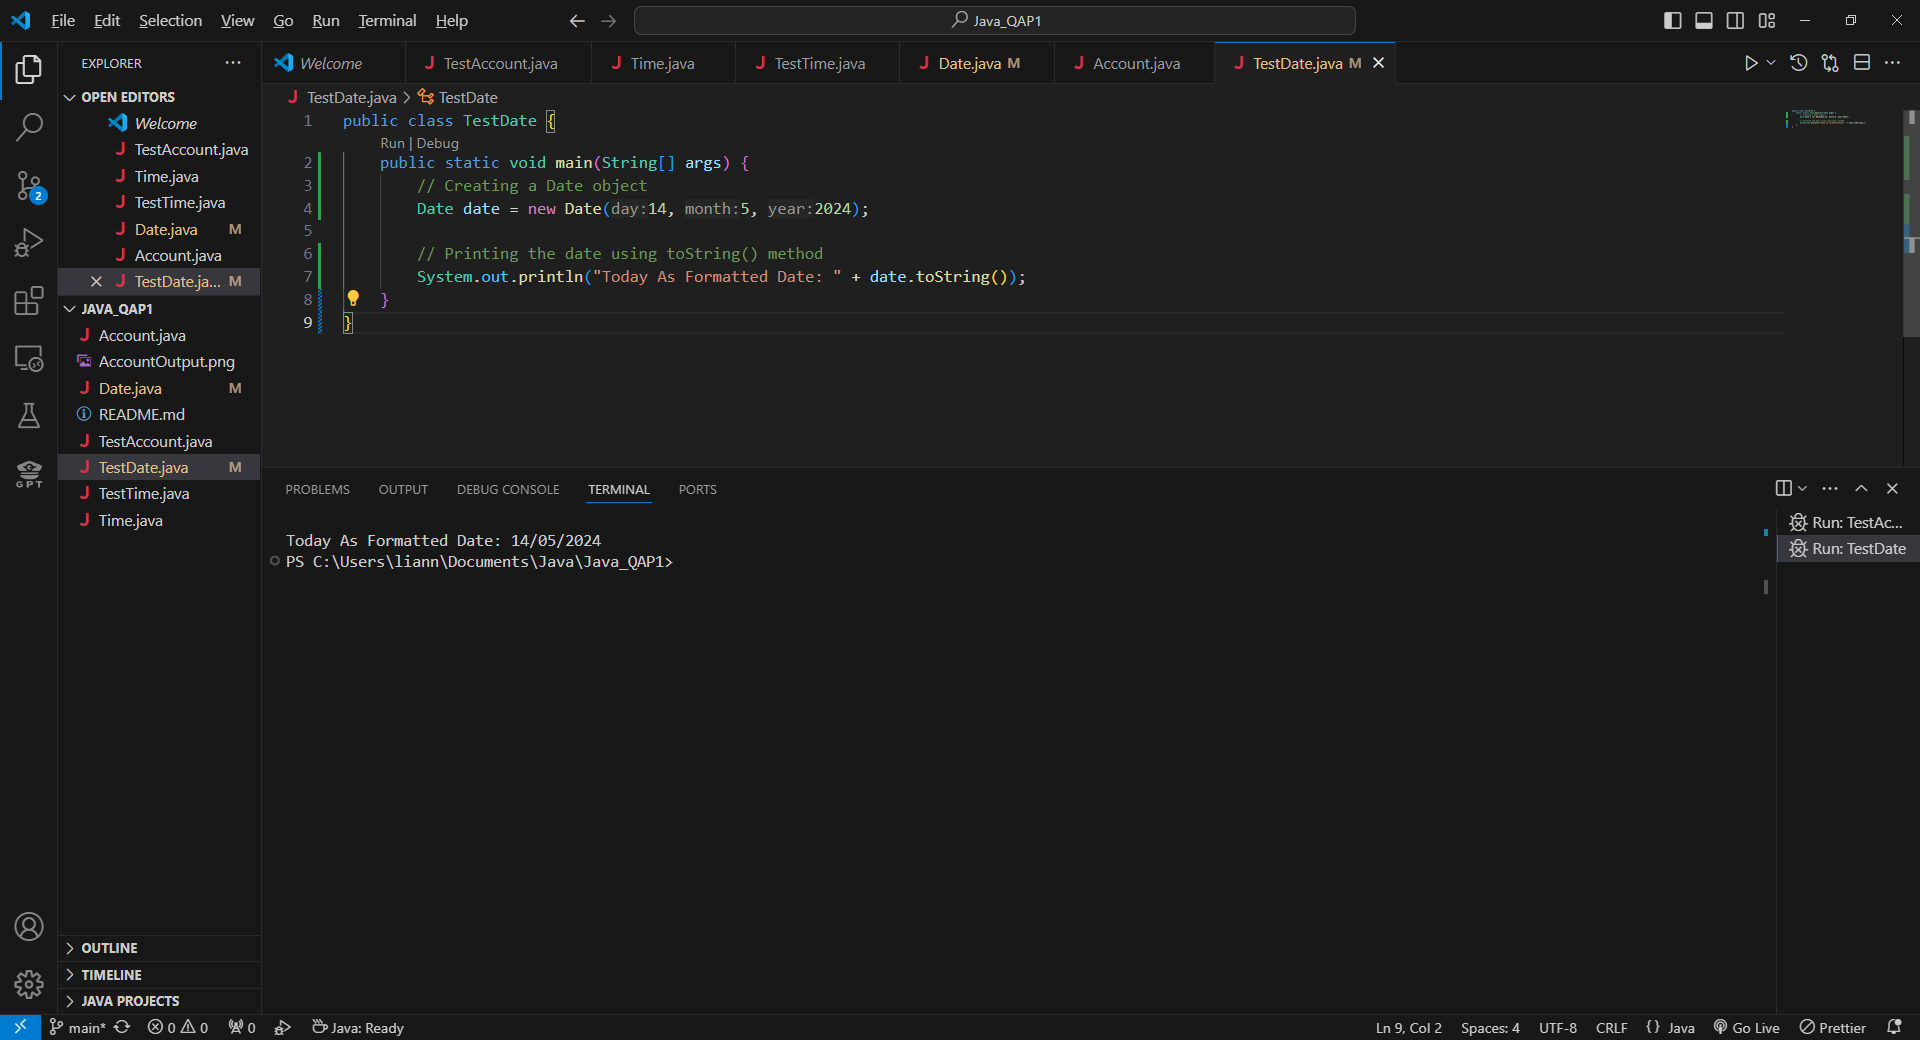 File Edit Selection View Go Run Terminal Help Java_QAP1
EXPLORER
Welcome TestAccount.java Time.java TestTime.java Date.java M Account.java TestDate.java M
OPEN EDITORS
Welcome
TestAccount.java
Time.java
TestTime.java
Date.java M
Account.java
TestDate.ja... M
JAVA_QAP1
Account.java
AccountOutput.png
Date.java M
README.md
TestAccount.java
TestDate.java M
TestTime.java
Time.java
OUTLINE
TIMELINE
JAVA PROJECTS
2
GPT
TestDate.java > TestDate
1 public class TestDate {
Run | Debug
2 public static void main(String[] args) {
3 // Creating a Date object
4 Date date = new Date(day:14, month:5, year:2024);
5
6 // Printing the date using toString() method
7 System.out.println("Today As Formatted Date: " + date.toString());
8 }
9 }
PROBLEMS OUTPUT DEBUG CONSOLE TERMINAL PORTS
Today As Formatted Date: 14/05/2024
PS C:\Users\liann\Documents\Java\Java_QAP1>
Run: TestAc...
Run: TestDate
main* 0 0 0 Java: Ready Ln 9, Col 2 Spaces: 4 UTF-8 CRLF {} Java Go Live Prettier